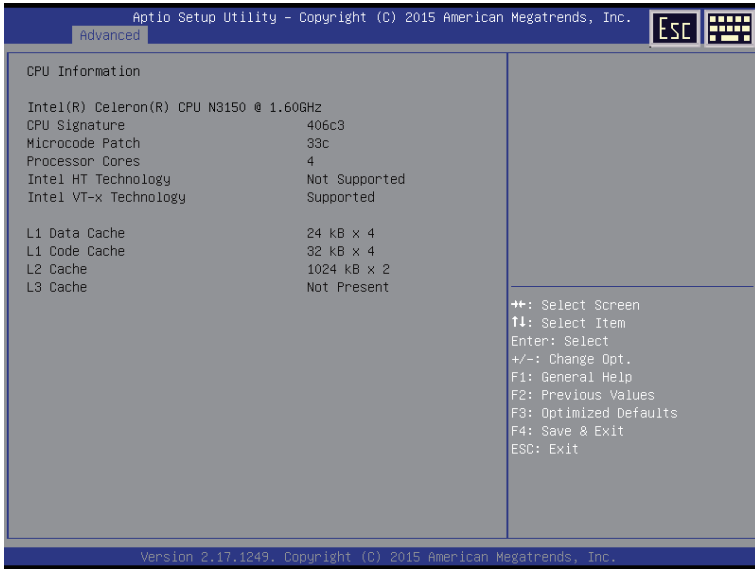 Aptio Setup Utility – Copyright (C) 2015 American Megatrends, Inc.
Esc
Advanced
CPU Information
Intel(R) Celeron(R) CPU N3150 @ 1.60GHz
CPU Signature 406c3
Microcode Patch 33c
Processor Cores 4
Intel HT Technology Not Supported
Intel VT-x Technology Supported
L1 Data Cache 24 kB x 4
L1 Code Cache 32 kB x 4
L2 Cache 1024 kB x 2
L3 Cache Not Present
→←: Select Screen
↑↓: Select Item
Enter: Select
+/-: Change Opt.
F1: General Help
F2: Previous Values
F3: Optimized Defaults
F4: Save & Exit
ESC: Exit
Version 2.17.1249. Copyright (C) 2015 American Megatrends, Inc.